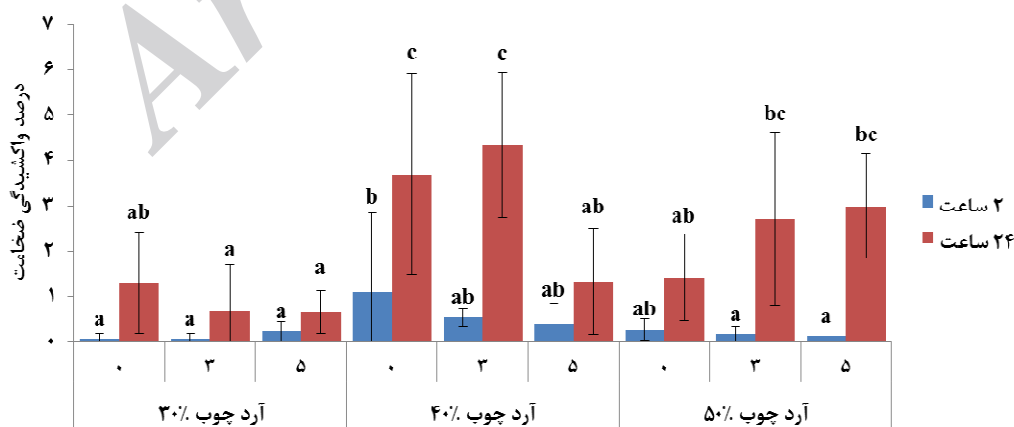 درصد واکشیدگی ضخامت
۷
۶
۵
۴
۳
۲
۱
۰
a ab a a a a b c ab c ab ab ab ab a bc a bc
۰ ۳ ۵ ۰ ۳ ۵ ۰ ۳ ۵
آرد چوب ۳۰٪ آرد چوب ۴۰٪ آرد چوب ۵۰٪
۲ ساعت
۲۴ ساعت